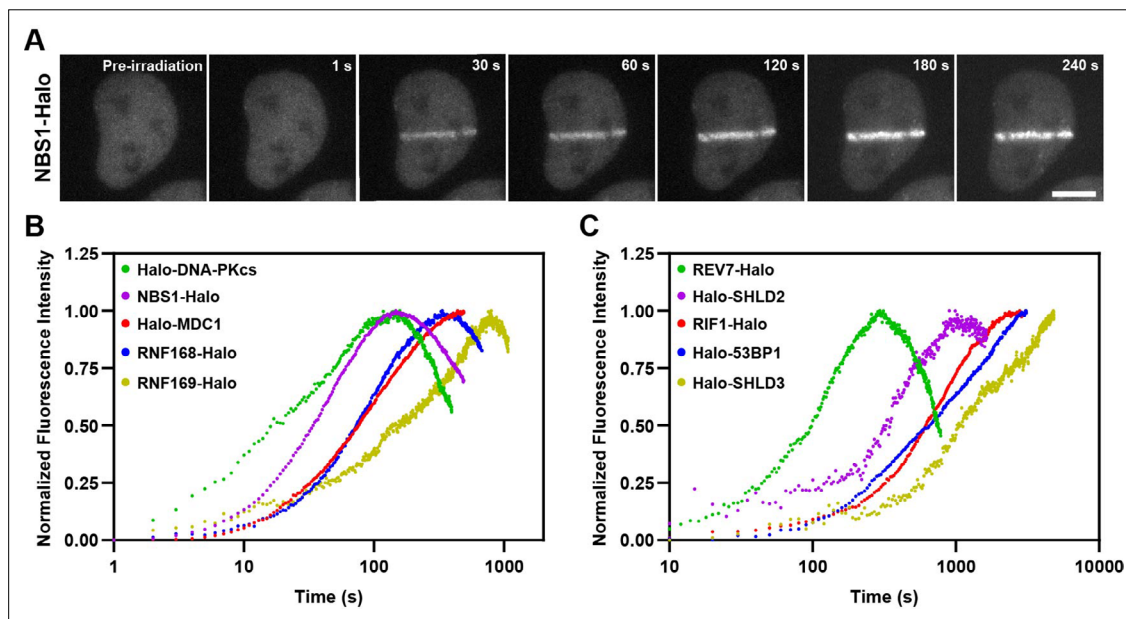 A
NBS1-Halo
Pre-irradiation
1 s
30 s
60 s
120 s
180 s
240 s
B
Normalized Fluorescence Intensity
1.25
1.00
0.75
0.50
0.25
0.00
Halo-DNA-PKcs
NBS1-Halo
Halo-MDC1
RNF168-Halo
RNF169-Halo
1
10
100
1000
Time (s)
C
Normalized Fluorescence Intensity
1.25
1.00
0.75
0.50
0.25
0.00
REV7-Halo
Halo-SHLD2
RIF1-Halo
Halo-53BP1
Halo-SHLD3
10
100
1000
10000
Time (s)